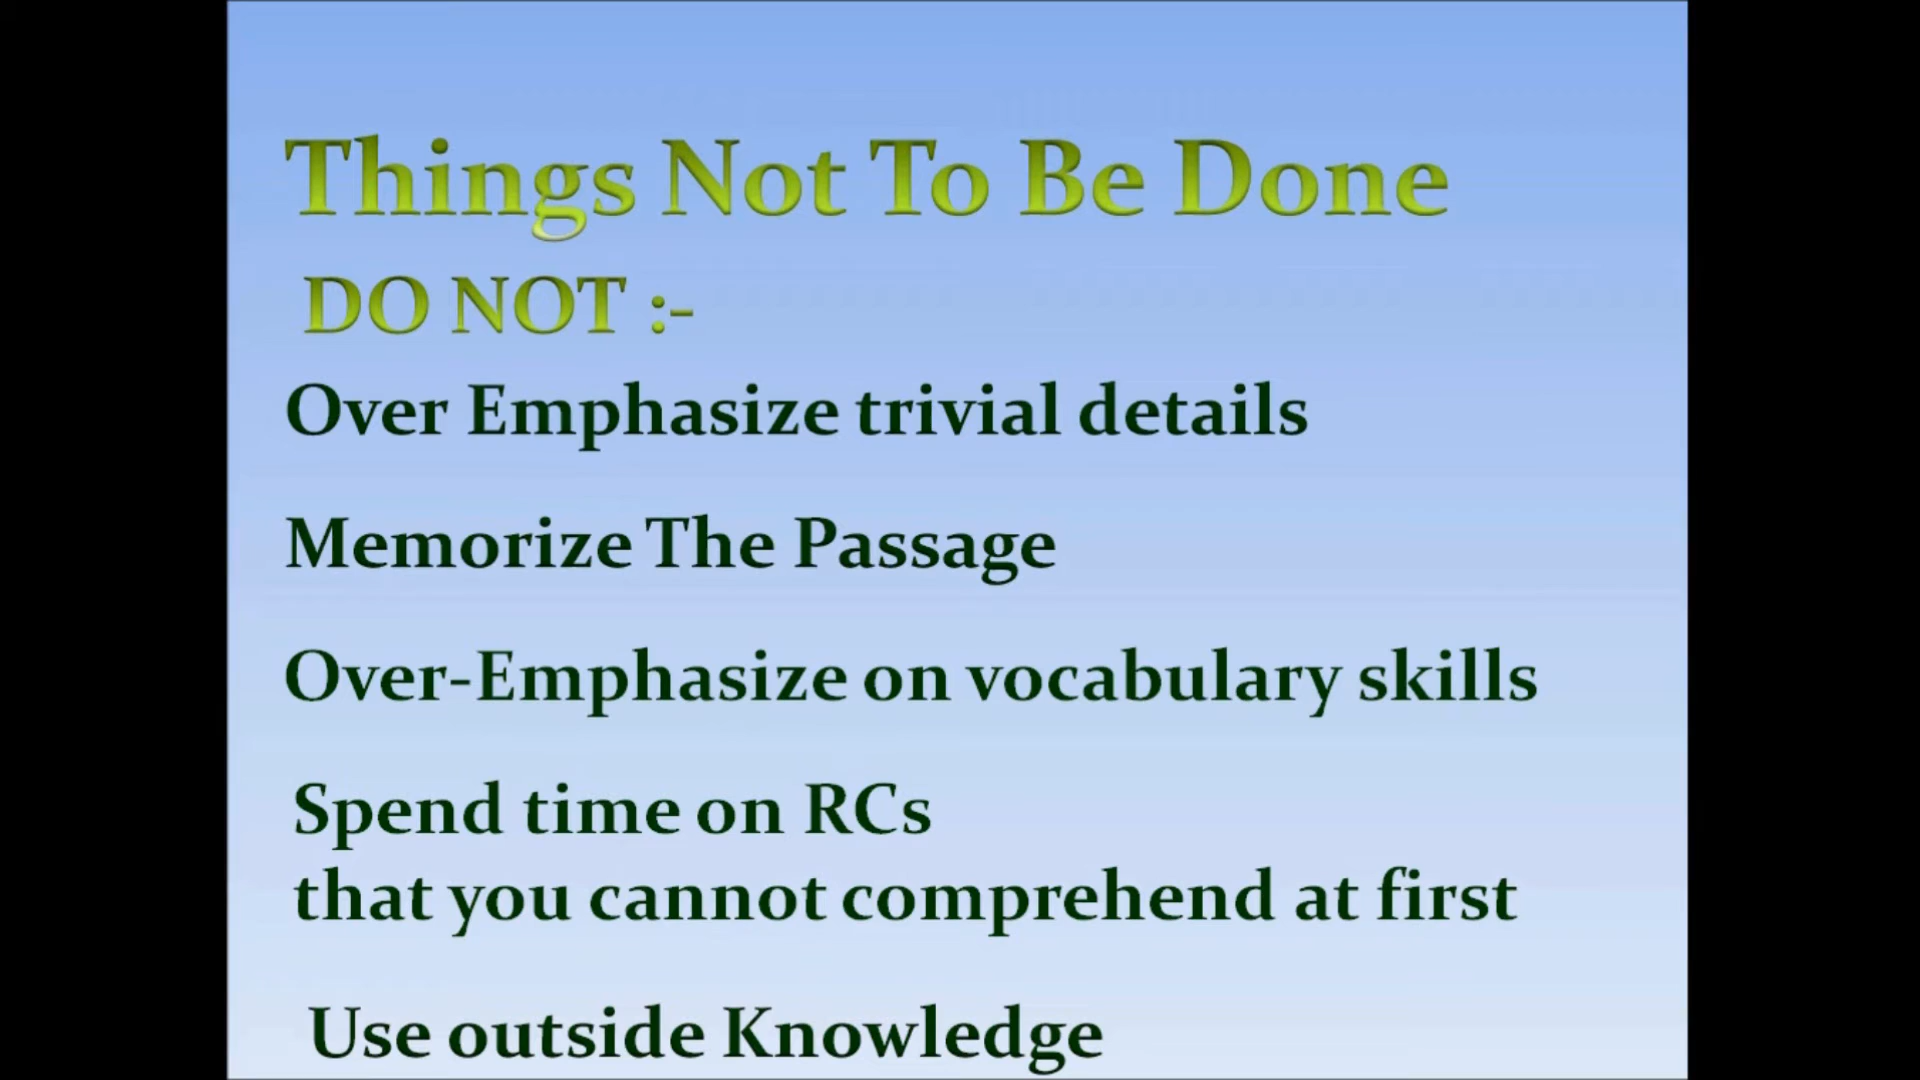 Things Not To Be Done
DO NOT :-
Over Emphasize trivial details
Memorize The Passage
Over-Emphasize on vocabulary skills
Spend time on RCs
that you cannot comprehend at first
Use outside Knowledge